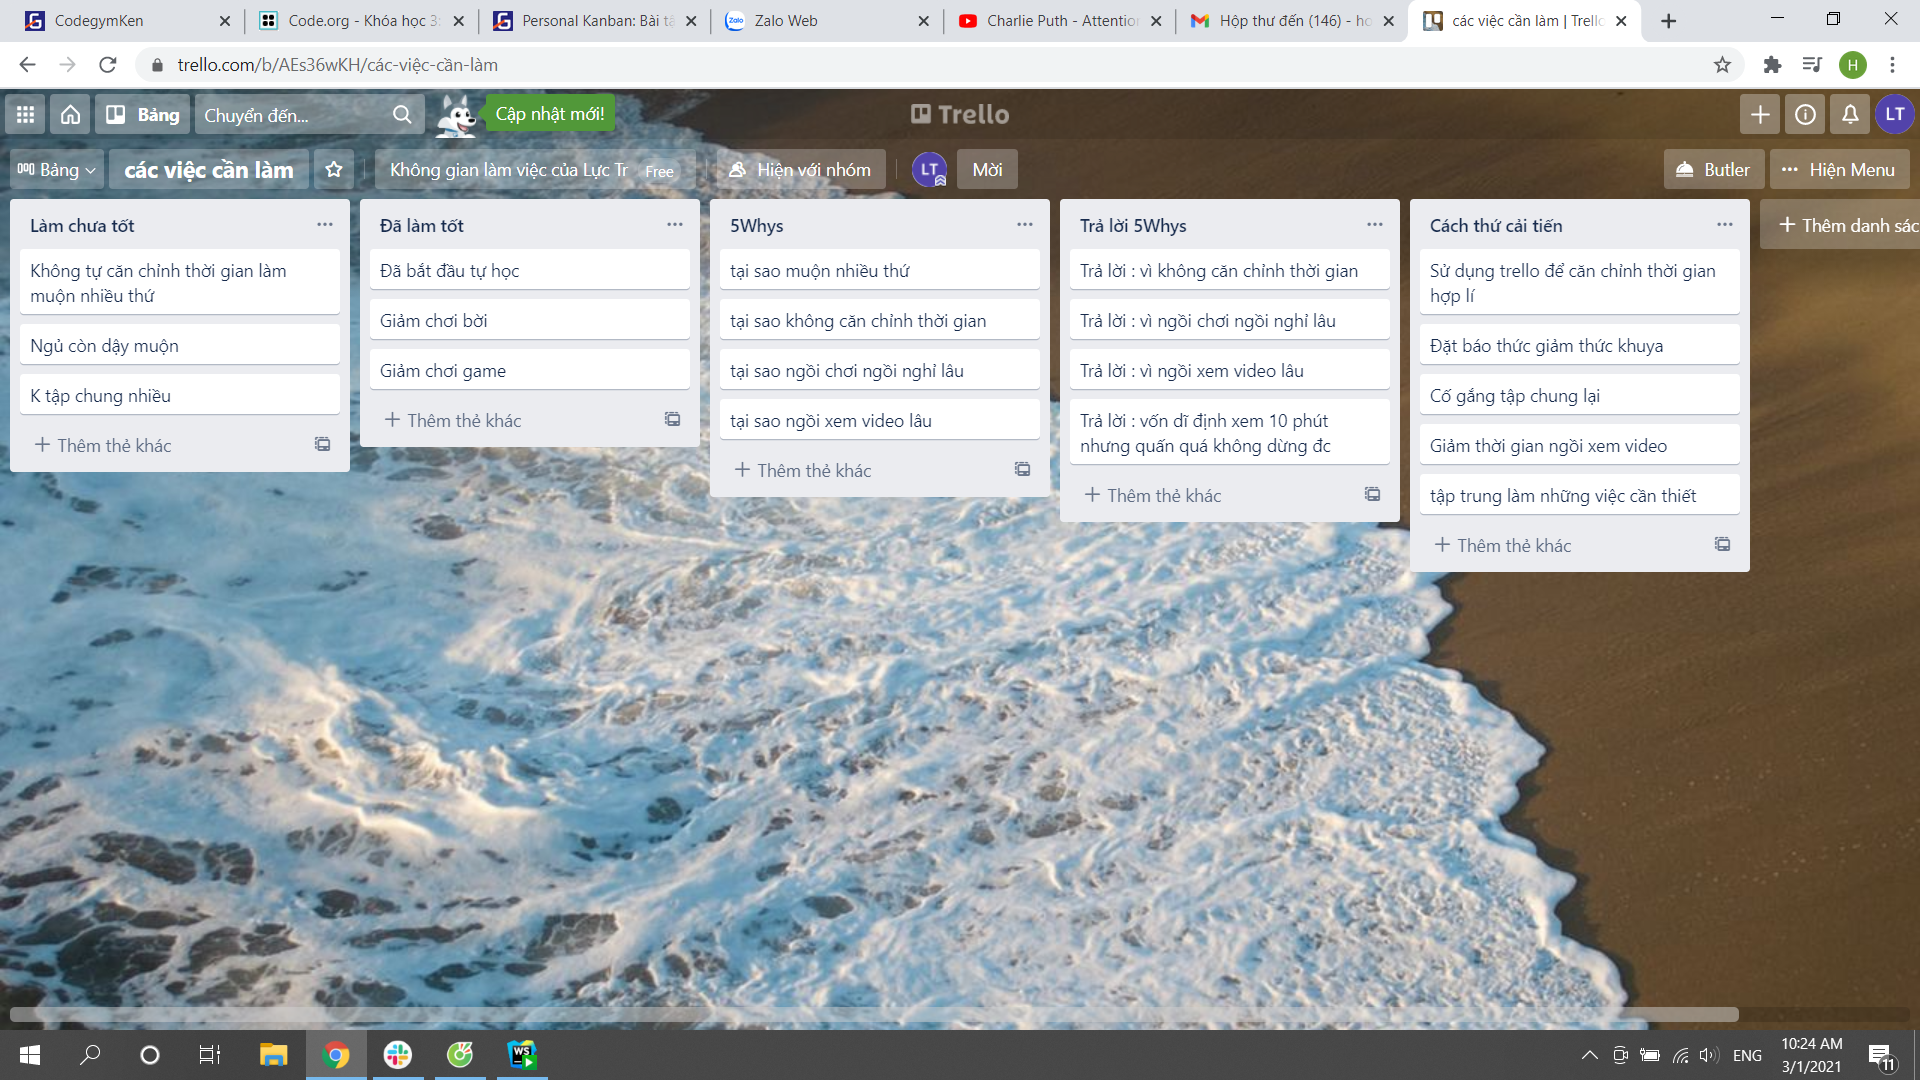 CodegymKen
Code.org - Khóa học 3:
Personal Kanban: Bài tậ
Zalo Web
Charlie Puth - Attention
Hộp thư đến (146) - ho
các việc cần làm | Trello
trello.com/b/AEs36wKH/các-việc-cần-làm
H
Bảng
Chuyển đến...
Cập nhật mới!
Trello
LT
Bảng
các việc cần làm
Không gian làm việc của Lực Tr
Free
Hiện với nhóm
LT
Mời
Butler
Hiện Menu
Làm chưa tốt
Không tự căn chỉnh thời gian làm
muộn nhiều thứ
Ngủ còn dậy muộn
K tập chung nhiều
Thêm thẻ khác
Đã làm tốt
Đã bắt đầu tự học
Giảm chơi bời
Giảm chơi game
Thêm thẻ khác
5Whys
tại sao muộn nhiều thứ
tại sao không căn chỉnh thời gian
tại sao ngồi chơi ngồi nghỉ lâu
tại sao ngồi xem video lâu
Thêm thẻ khác
Trả lời 5Whys
Trả lời : vì không căn chỉnh thời gian
Trả lời : vì ngồi chơi ngồi nghỉ lâu
Trả lời : vì ngồi xem video lâu
Trả lời : vốn dĩ định xem 10 phút
nhưng quấn quá không dừng đc
Thêm thẻ khác
Cách thứ cải tiến
Sử dụng trello để căn chỉnh thời gian
hợp lí
Đặt báo thức giảm thức khuya
Cố gắng tập chung lại
Giảm thời gian ngồi xem video
tập trung làm những việc cần thiết
Thêm thẻ khác
Thêm danh sác
WS
ENG
10:24 AM
3/1/2021
11